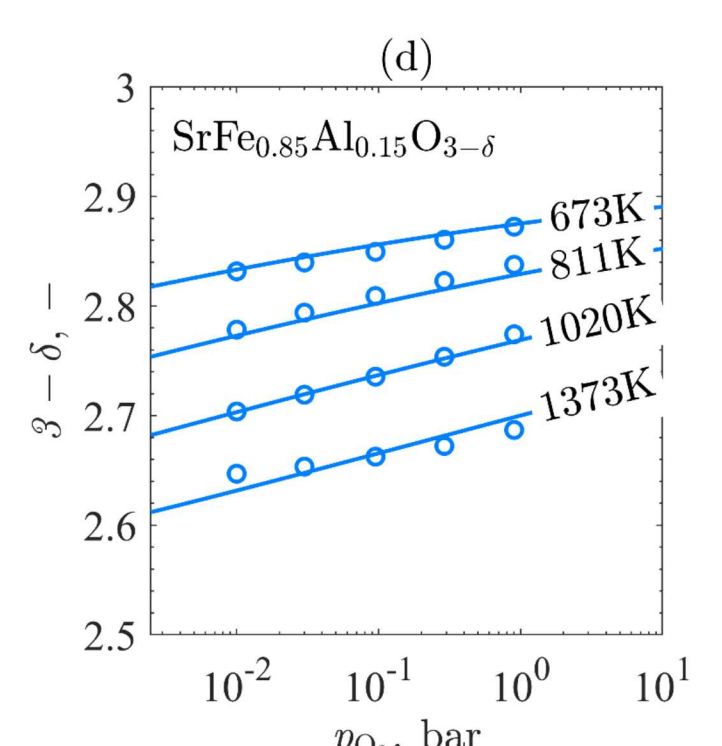 (d)
3
SrFe₀.₈₅Al₀.₁₅O₃₋δ
2.9
673K
811K
2.8
1020K
3 − δ, −
2.7
1373K
2.6
2.5
10⁻² 10⁻¹ 10⁰ 10¹
bar